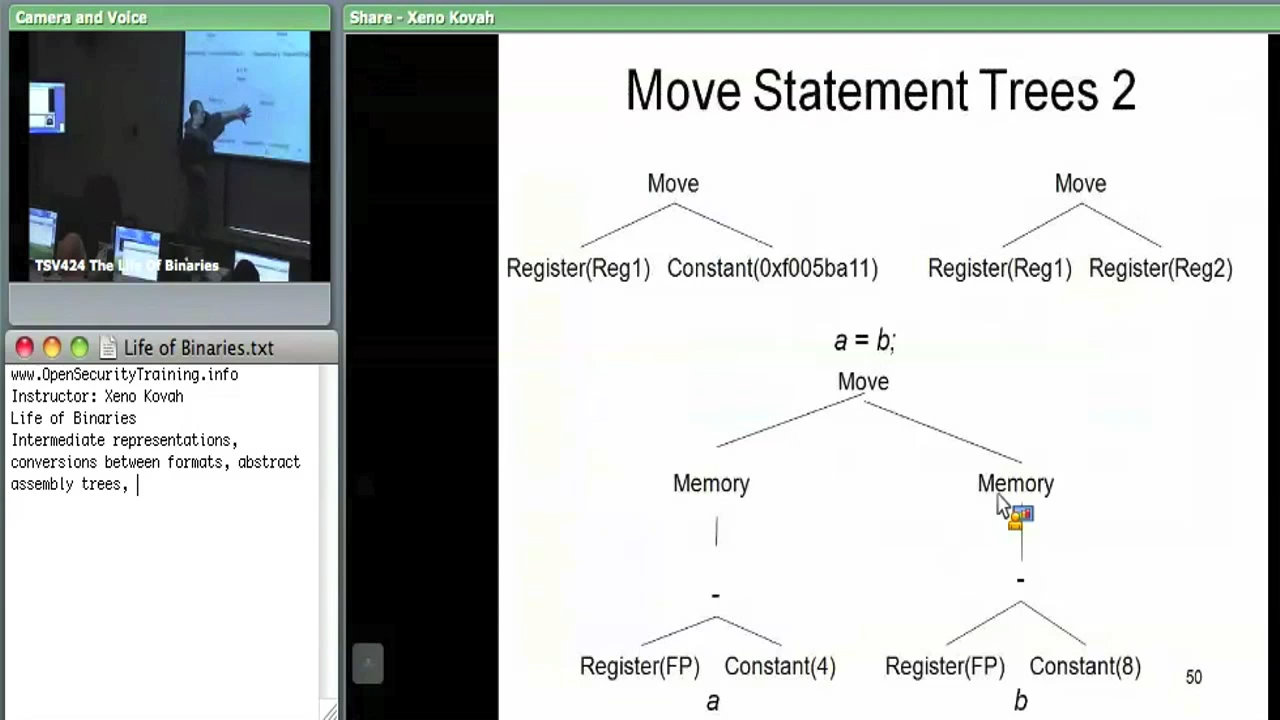 Camera and Voice
TSV424 The Life Of Binaries
Life of Binaries.txt
www.OpenSecurityTraining.info
Instructor: Xeno Kovah
Life of Binaries
Intermediate representations,
conversions between formats, abstract
assembly trees,
Share - Xeno Kovah
Move Statement Trees 2
Move Move
Register(Reg1) Constant(0xf005ba11) Register(Reg1) Register(Reg2)
a = b;
Move
Memory Memory
- -
Register(FP) Constant(4) Register(FP) Constant(8)
a b
50